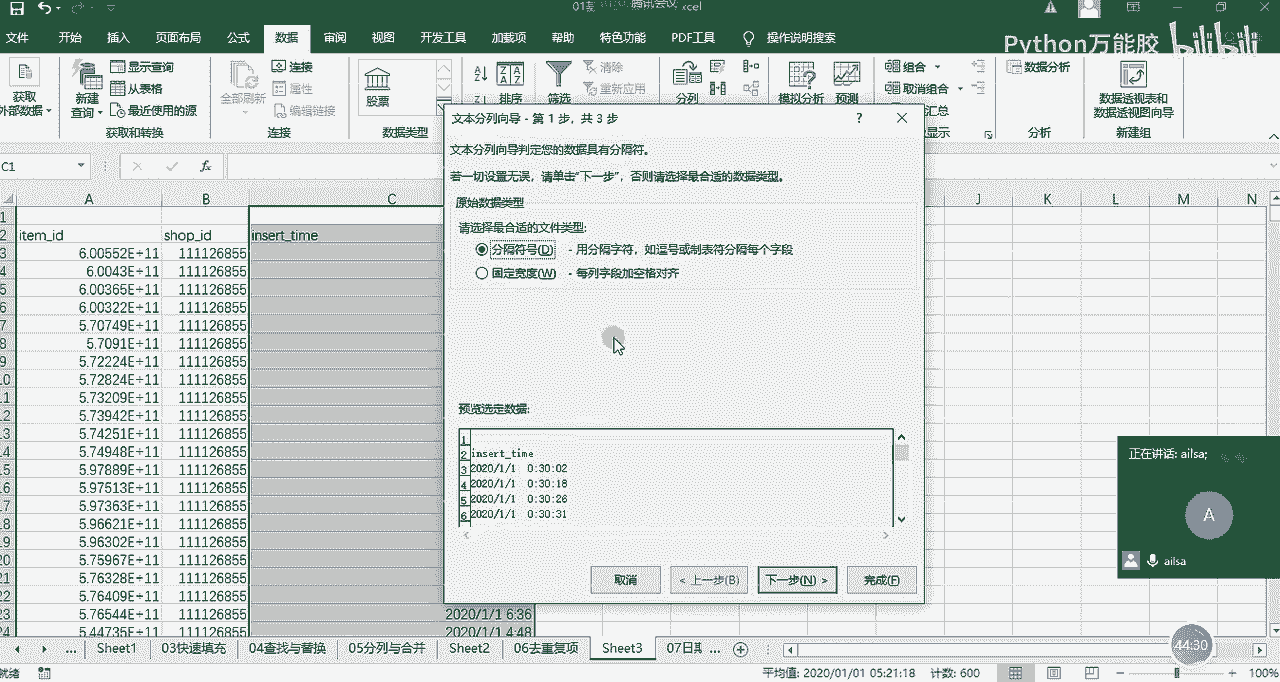 01 腾讯会议 xcel
文件 开始 插入 页面布局 公式 数据 审阅 视图 开发工具 加载项 帮助 特色功能 PDF工具 操作说明搜索
Python万能胶 bilibili
获取
外部数据
新建
查询
显示查询
从表格
最近使用的源
获取和转换
全部刷新
连接
属性
编辑链接
连接
股票
数据类型
排序
筛选
清除
重新应用
分列
模拟分析 预测
组合
取消组合
汇总
显示
数据分析
分析
数据透视表和
数据透视图向导
新建组
C1
fx
文本分列向导 - 第 1 步，共 3 步 ?
文本分列向导判定您的数据具有分隔符。
若一切设置无误，请单击“下一步”，否则请选择最合适的数据类型。
原始数据类型
请选择最合适的文件类型:
分隔符号(D) - 用分隔字符，如逗号或制表符分隔每个字段
固定宽度(W) - 每列字段加空格对齐
预览选定数据:
1
2 insert_time
3 2020/1/1 0:30:02
4 2020/1/1 0:30:18
5 2020/1/1 0:30:26
6 2020/1/1 0:30:31
取消 < 上一步(B) 下一步(N) > 完成(F)
A B C J K L M N
1
2 item_id shop_id insert_time
3 6.00552E+11 111126855
4 6.0043E+11 111126855
5 6.00365E+11 111126855
6 6.00322E+11 111126855
7 5.70749E+11 111126855
8 5.7091E+11 111126855
9 5.72224E+11 111126855
10 5.72824E+11 111126855
11 5.73209E+11 111126855
12 5.73942E+11 111126855
13 5.74251E+11 111126855
14 5.74948E+11 111126855
15 5.97889E+11 111126855
16 5.97513E+11 111126855
17 5.97363E+11 111126855
18 5.96621E+11 111126855
19 5.96302E+11 111126855
20 5.75967E+11 111126855
21 5.76328E+11 111126855
22 5.76409E+11 111126855
23 5.76544E+11 111126855 2020/1/1 6:36
24 5.44735E+11 111126855 2020/1/1 4:48
正在讲话: ailsa;
A
ailsa
44:30
... Sheet1 03快速填充 04查找与替换 05分列与合并 Sheet2 06去重复项 Sheet3 07日期 ...
就绪 平均值: 2020/01/01 05:21:18 计数: 600 100%